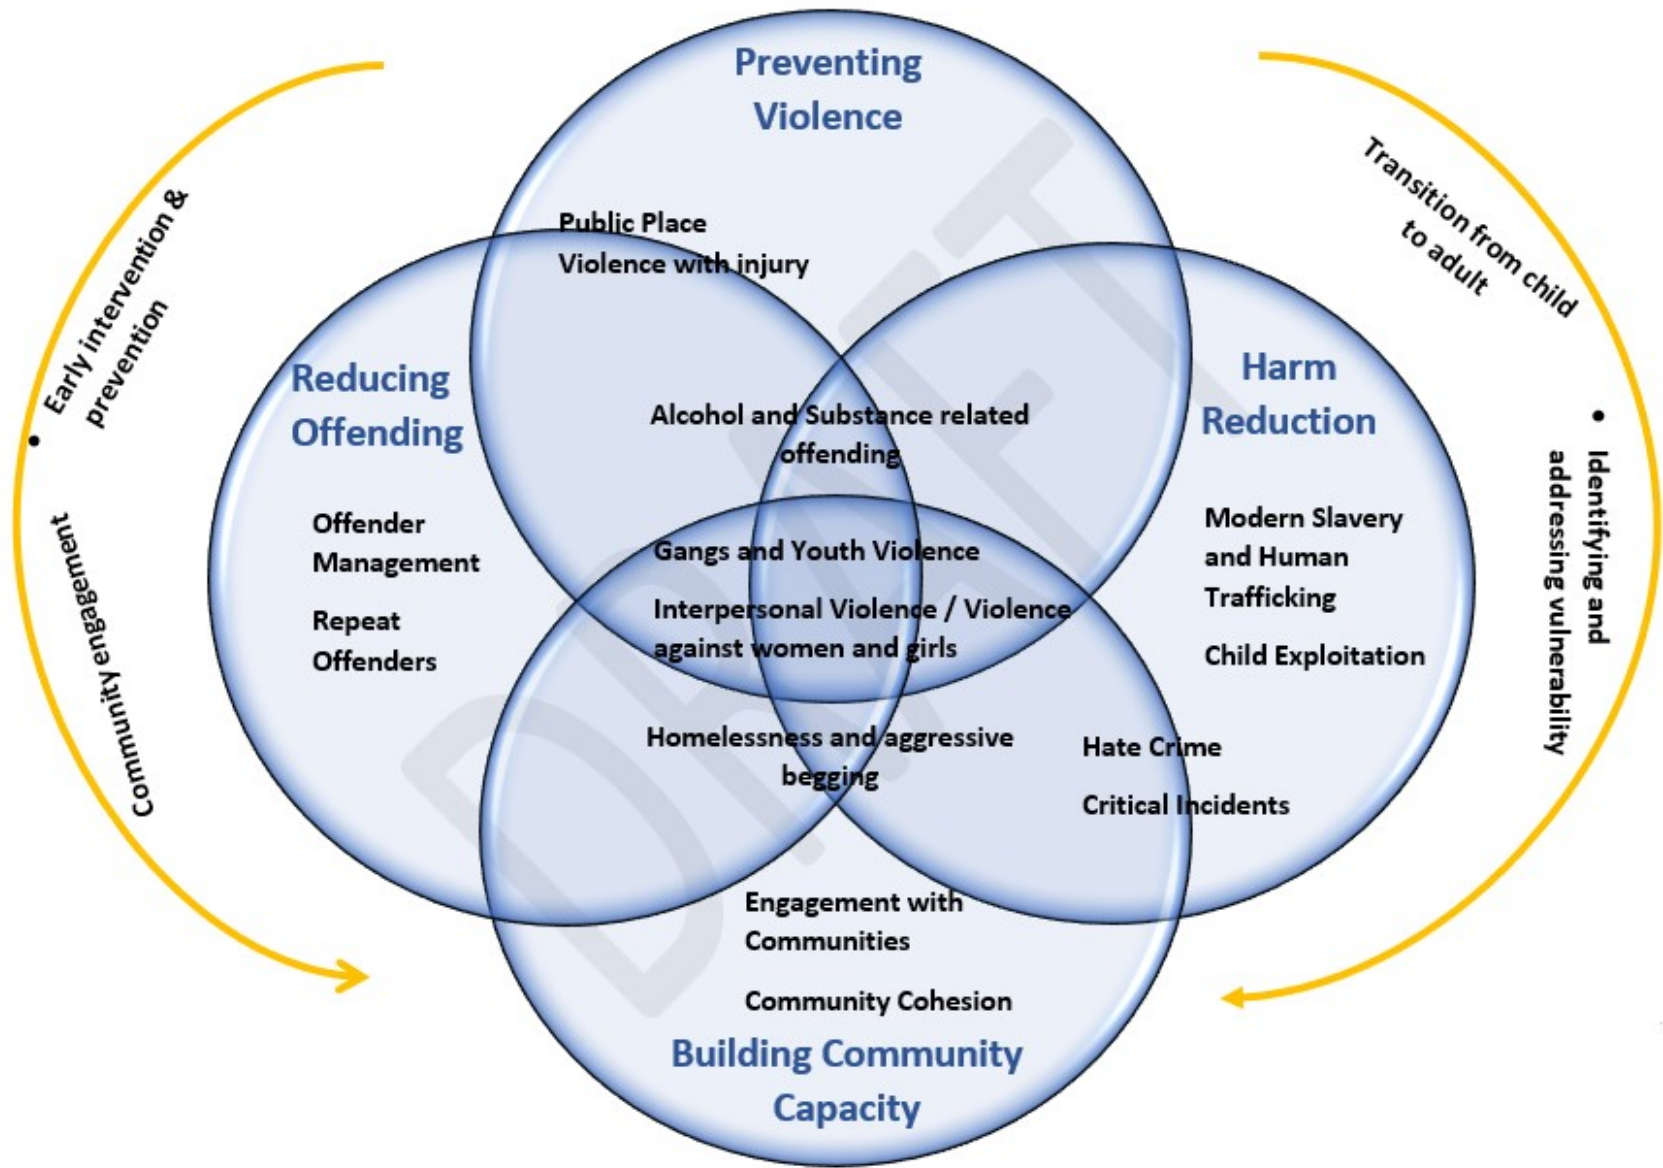 Preventing
Violence
Public Place
Violence with injury
Early intervention &
prevention
• Community engagement
Transition from child
to adult
• Identifying and
addressing vulnerability
Reducing
Offending
Offender
Management
Repeat
Offenders
Harm
Reduction
Modern Slavery
and Human
Trafficking
Child Exploitation
Alcohol and Substance related
offending
Gangs and Youth Violence
Interpersonal Violence / Violence
against women and girls
Homelessness and aggressive
begging
Hate Crime
Critical Incidents
Engagement with
Communities
Community Cohesion
Building Community
Capacity
DRAFT